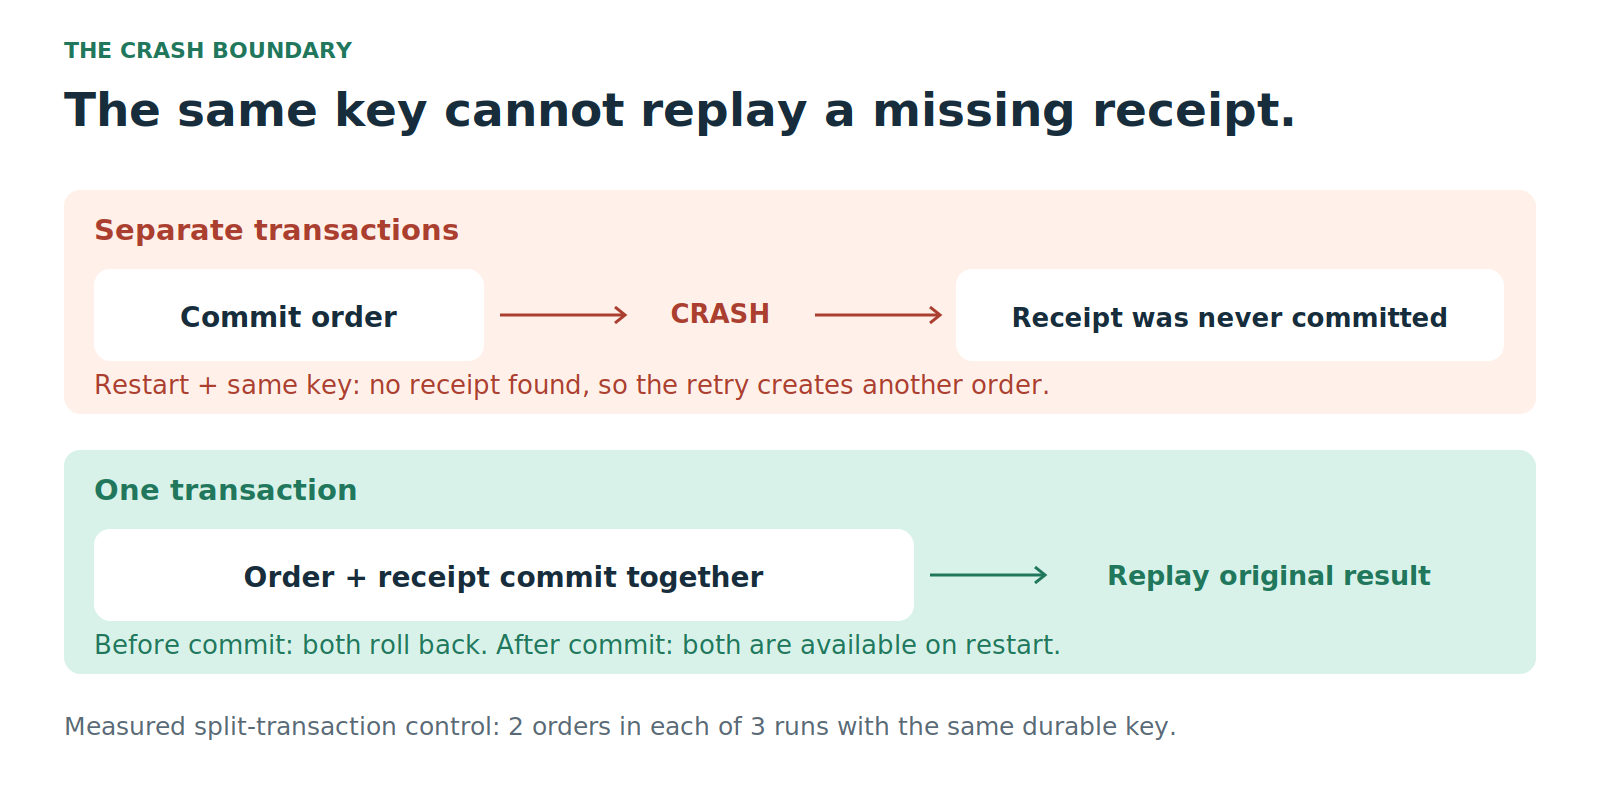 THE CRASH BOUNDARY
The same key cannot replay a missing receipt.
Separate transactions
Commit order
CRASH
Receipt was never committed
Restart + same key: no receipt found, so the retry creates another order.
One transaction
Order + receipt commit together
Replay original result
Before commit: both roll back. After commit: both are available on restart.
Measured split-transaction control: 2 orders in each of 3 runs with the same durable key.